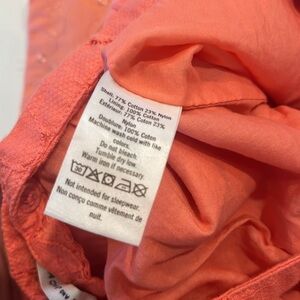 Shell: 77% Cotton 23% Nylon
Lining: 100% Cotton
Extérieur: 77% Coton 23%
Nylon
Doublure: 100% Coton
Machine wash cold with like
colors.
Do not bleach.
Tumble dry low.
Warm iron if necessary.
30
Not intended for sleepwear.
Non conçu comme vêtement de
nuit.